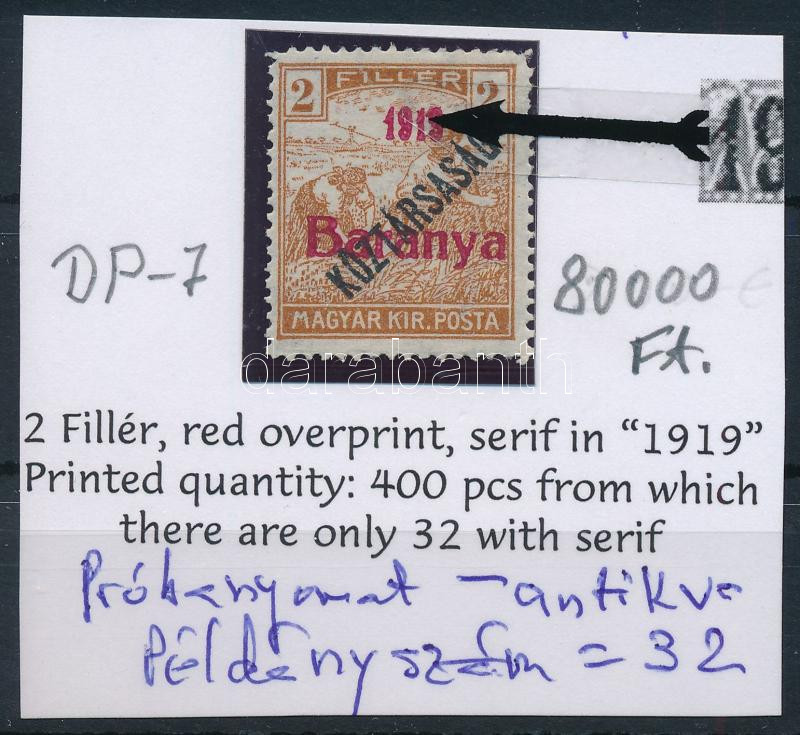 2 FILLÉR 2
1919
KÖZTÁRSASÁG
Baranya
MAGYAR KIR. POSTA
DP-7
80000
Ft.
darabanth
2 Fillér, red overprint, serif in “1919”
Printed quantity: 400 pcs from which
there are only 32 with serif
Próbanyomat - antikva
Példányszám = 32